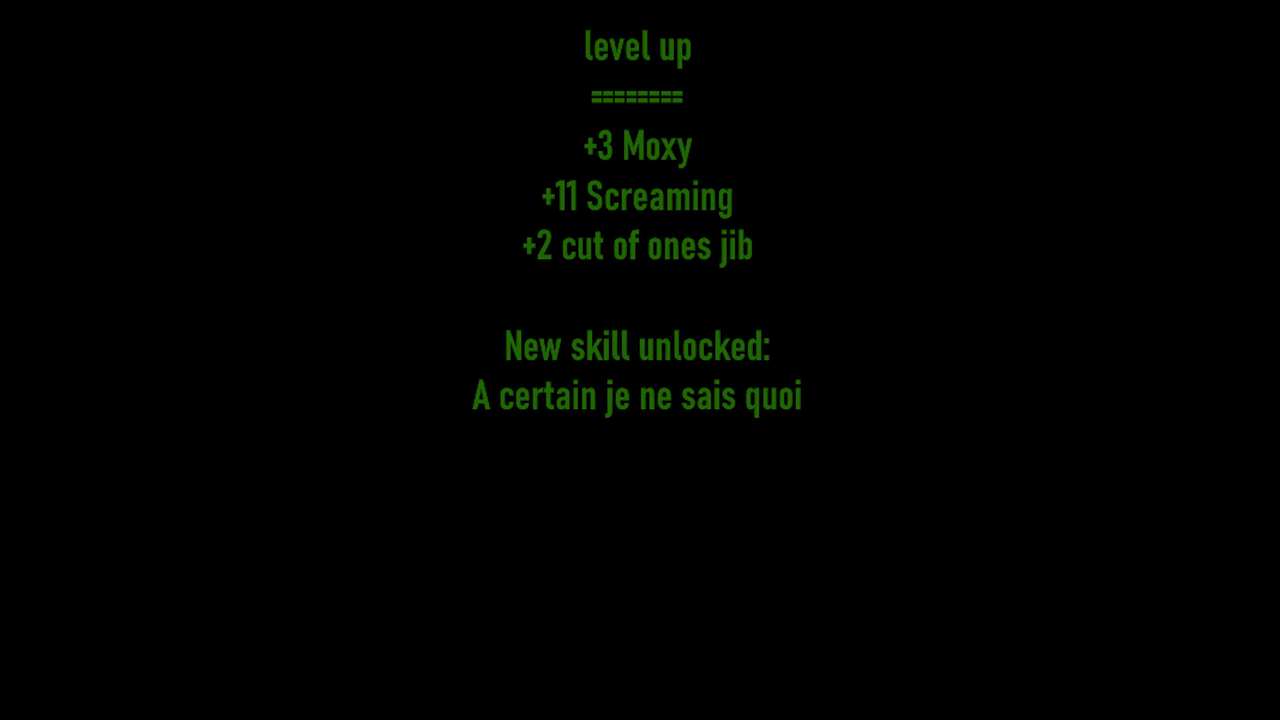 level up
========
+3 Moxy
+11 Screaming
+2 cut of ones jib
New skill unlocked:
A certain je ne sais quoi